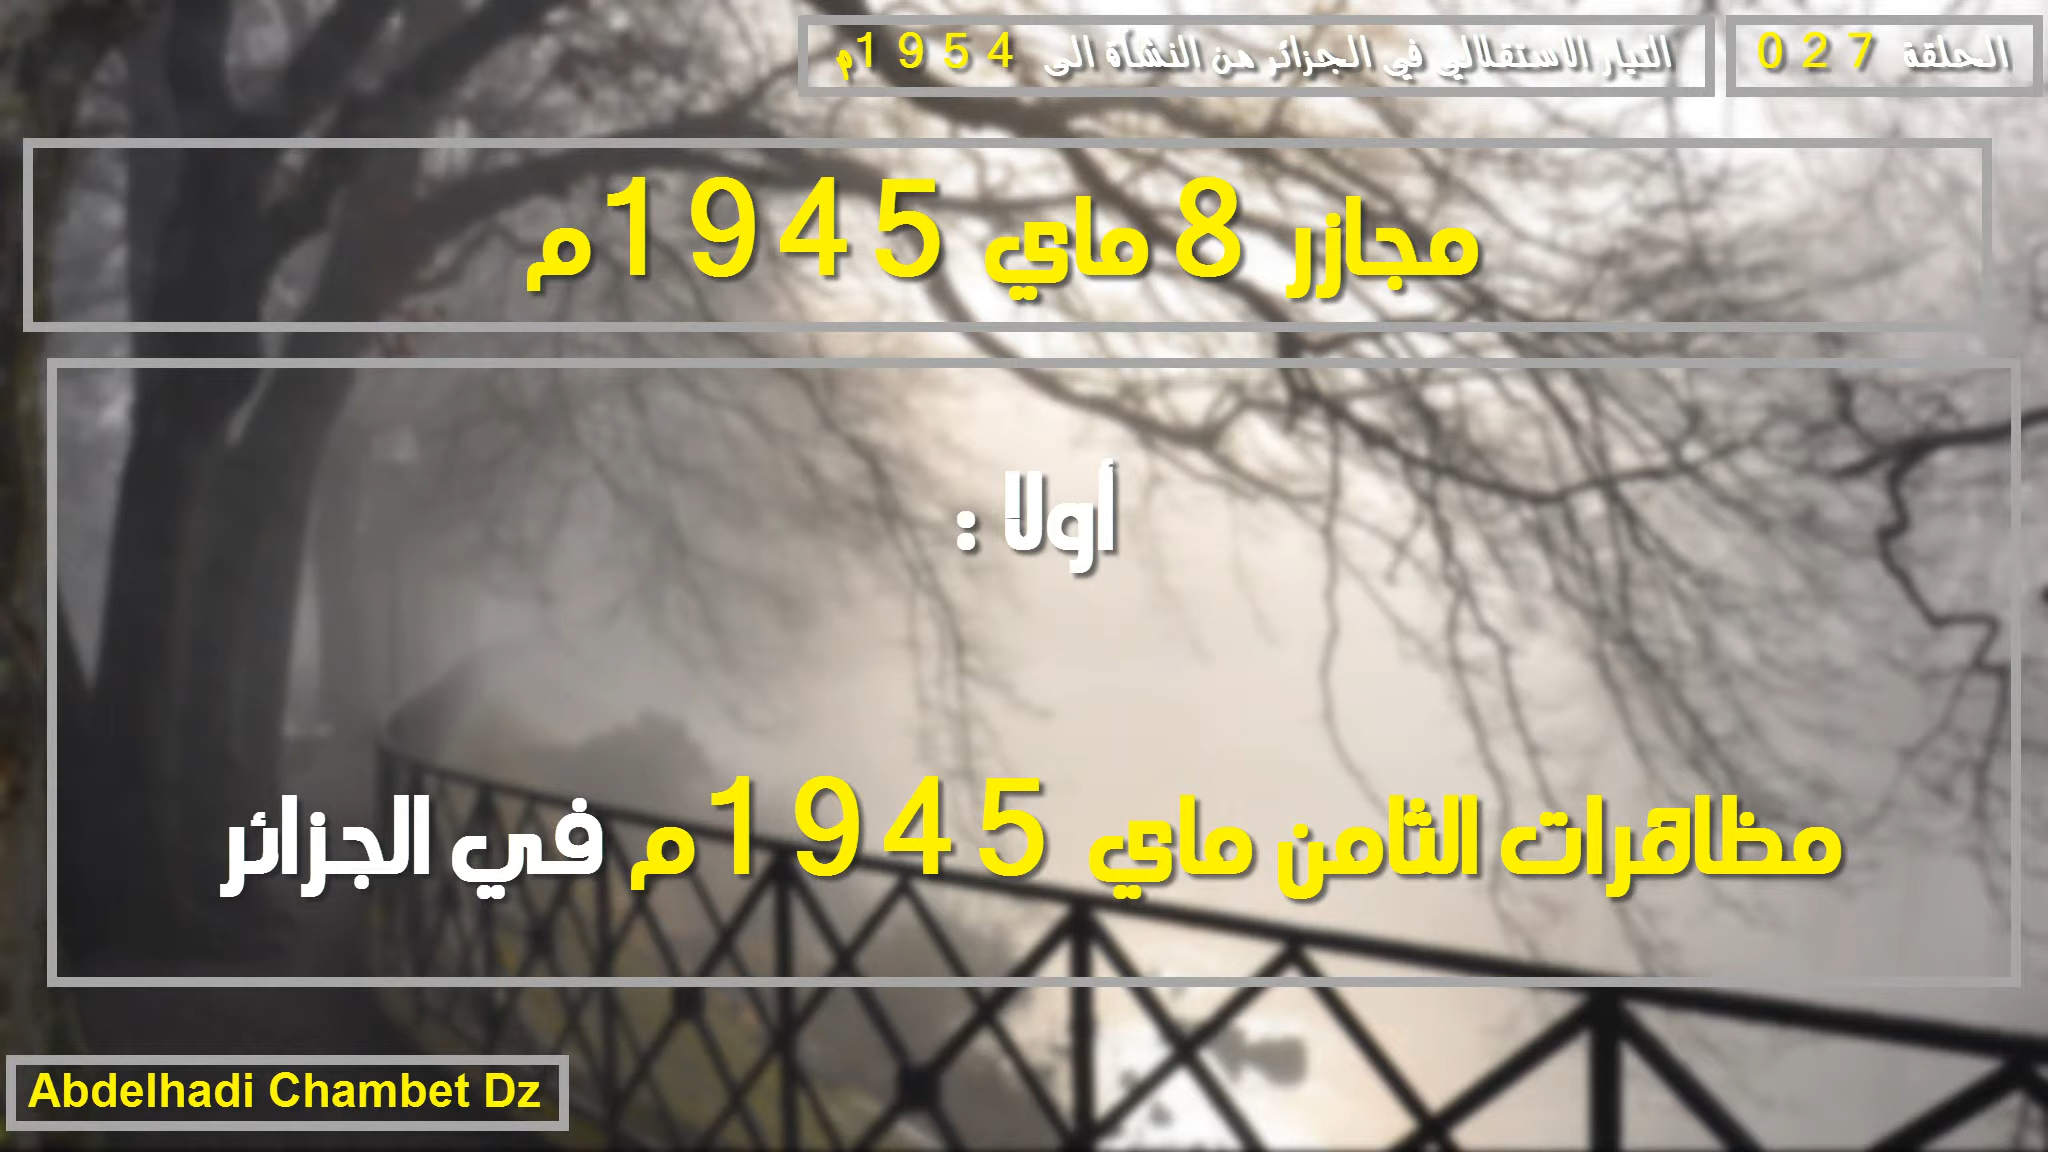 الحلقة 027
التيار الاستقلالي في الجزائر من النشأة الى 1954م
مجازر 8 ماي 1945م
أولا :
مظاهرات الثامن ماي 1945م في الجزائر
Abdelhadi Chambet Dz